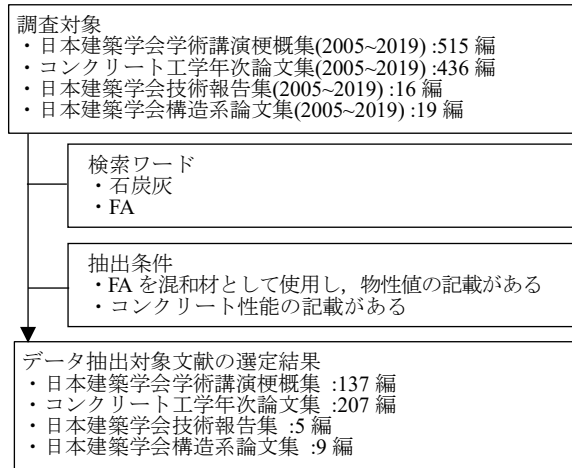 調査対象
・日本建築学会学術講演梗概集(2005~2019) :515 編
・コンクリート工学年次論文集(2005~2019) :436 編
・日本建築学会技術報告集(2005~2019) :16 編
・日本建築学会構造系論文集(2005~2019) :19 編
検索ワード
・石炭灰
・FA
抽出条件
・FA を混和材として使用し，物性値の記載がある
・コンクリート性能の記載がある
データ抽出対象文献の選定結果
・日本建築学会学術講演梗概集 :137 編
・コンクリート工学年次論文集 :207 編
・日本建築学会技術報告集 :5 編
・日本建築学会構造系論文集 :9 編